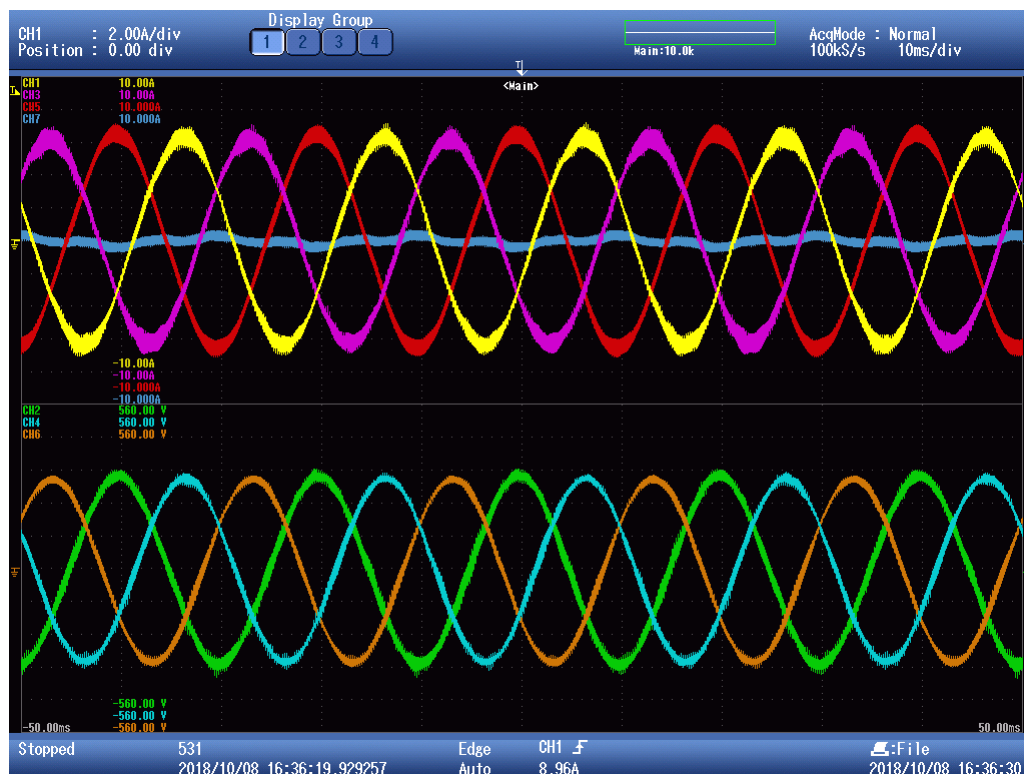 Display Group
CH1 : 2.00A/div
Position : 0.00 div
1 2 3 4
Main:10.0k
AcqMode : Normal
100kS/s 10ms/div
T
<Main>
CH1 10.00A
CH3 10.00A
CH5 10.000A
CH7 10.000A
-10.00A
-10.00A
-10.000A
-10.000A
CH2 560.00 V
CH4 560.00 V
CH6 560.00 V
-560.00 V
-560.00 V
-560.00 V
-50.00ms
50.00ms
Stopped 531 Edge CH1 :File
2018/10/08 16:36:19.929257 Auto 8.96A 2018/10/08 16:36:30